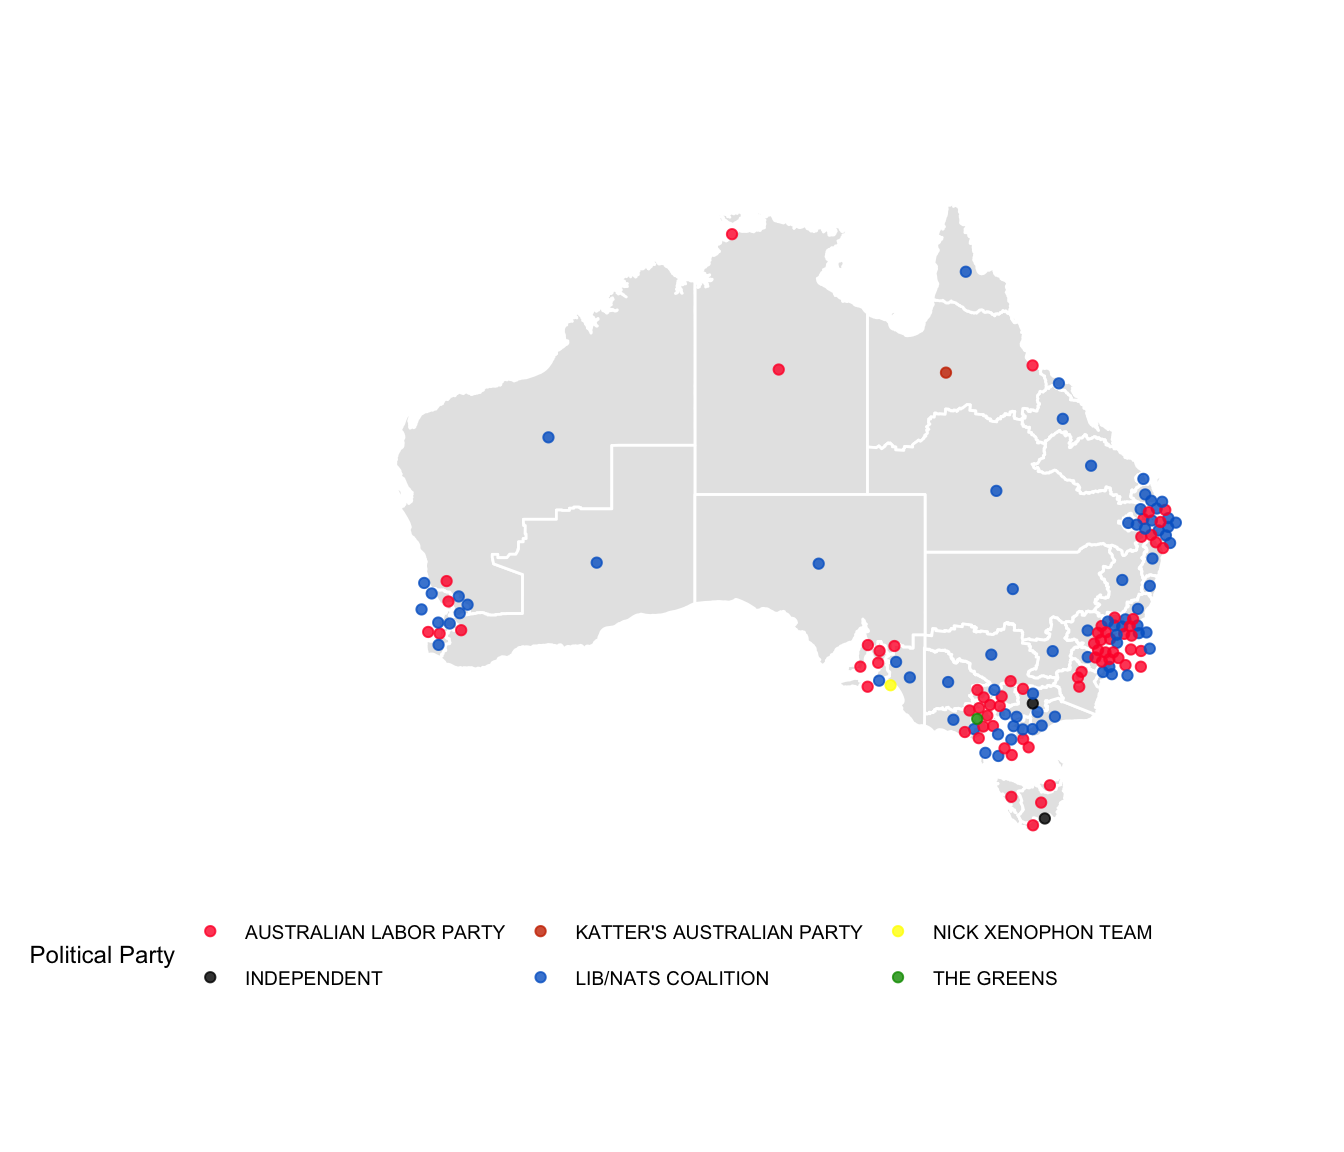 Political Party
AUSTRALIAN LABOR PARTY
KATTER'S AUSTRALIAN PARTY
NICK XENOPHON TEAM
INDEPENDENT
LIB/NATS COALITION
THE GREENS